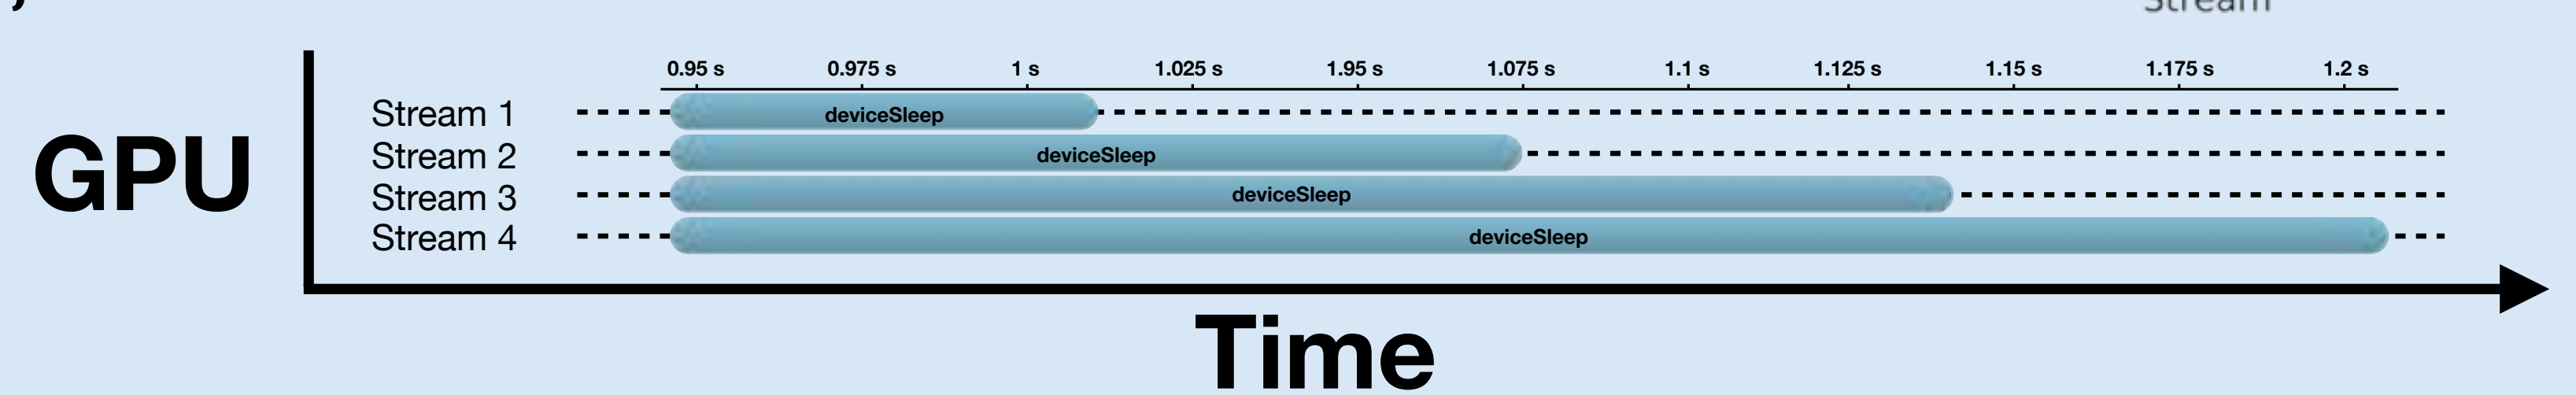 Stream
0.95 s 0.975 s 1 s 1.025 s 1.95 s 1.075 s 1.1 s 1.125 s 1.15 s 1.175 s 1.2 s
Stream 1 deviceSleep
Stream 2 deviceSleep
Stream 3 deviceSleep
Stream 4 deviceSleep
GPU
Time